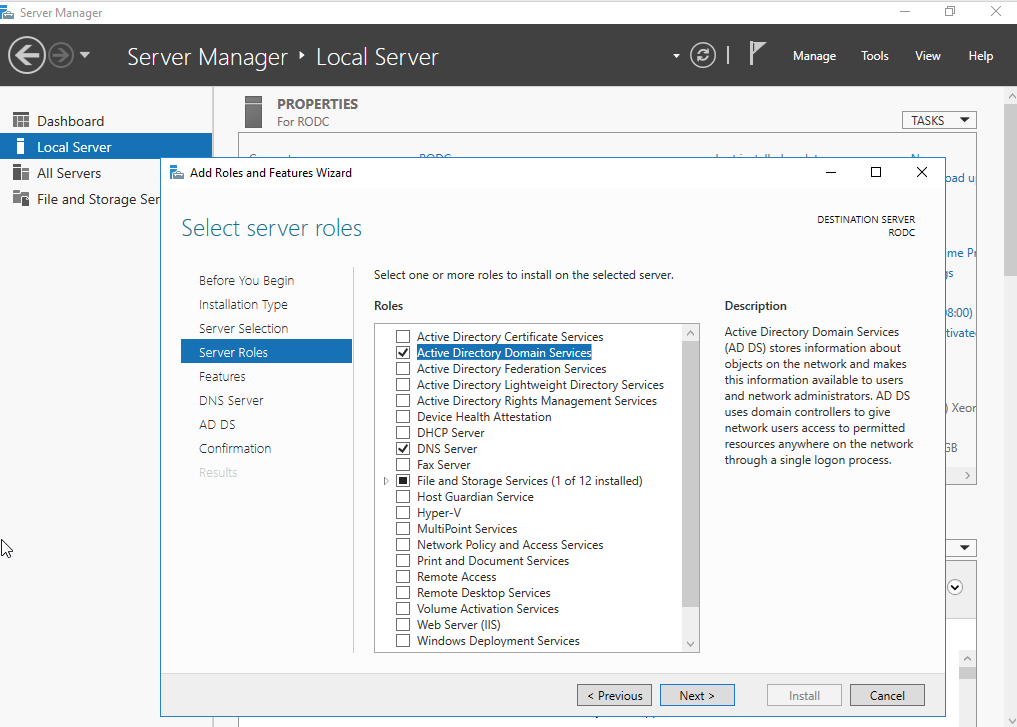 Server Manager
Server Manager ‣ Local Server
Manage Tools View Help
Dashboard
Local Server
All Servers
File and Storage Ser
PROPERTIES
For RODC
TASKS
RODC
Add Roles and Features Wizard
Select server roles
DESTINATION SERVER
RODC
Before You Begin
Installation Type
Server Selection
Server Roles
Features
DNS Server
AD DS
Confirmation
Results
Select one or more roles to install on the selected server.
Roles
Active Directory Certificate Services
Active Directory Domain Services
Active Directory Federation Services
Active Directory Lightweight Directory Services
Active Directory Rights Management Services
Device Health Attestation
DHCP Server
DNS Server
Fax Server
File and Storage Services (1 of 12 installed)
Host Guardian Service
Hyper-V
MultiPoint Services
Network Policy and Access Services
Print and Document Services
Remote Access
Remote Desktop Services
Volume Activation Services
Web Server (IIS)
Windows Deployment Services
Description
Active Directory Domain Services
(AD DS) stores information about
objects on the network and makes
this information available to users
and network administrators. AD DS
uses domain controllers to give
network users access to permitted
resources anywhere on the network
through a single logon process.
oad u
me Pr
gs
08:00)
tivate
) Xeor
GB
< Previous
Next >
Install
Cancel